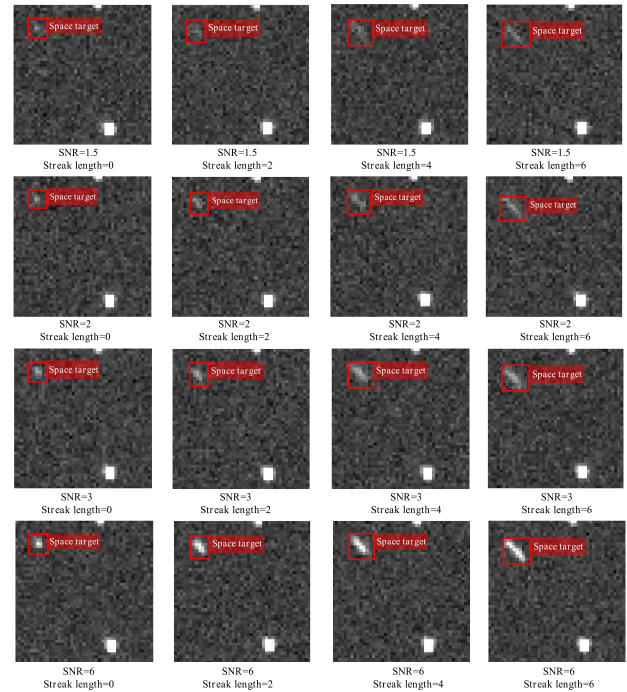 Space target Space target Space target Space target
SNR=1.5 SNR=1.5 SNR=1.5 SNR=1.5
Streak length=0 Streak length=2 Streak length=4 Streak length=6
Space target Space target Space target Space target
SNR=2 SNR=2 SNR=2 SNR=2
Streak length=0 Streak length=2 Streak length=4 Streak length=6
Space target Space target Space target Space target
SNR=3 SNR=3 SNR=3 SNR=3
Streak length=0 Streak length=2 Streak length=4 Streak length=6
Space target Space target Space target Space target
SNR=6 SNR=6 SNR=6 SNR=6
Streak length=0 Streak length=2 Streak length=4 Streak length=6